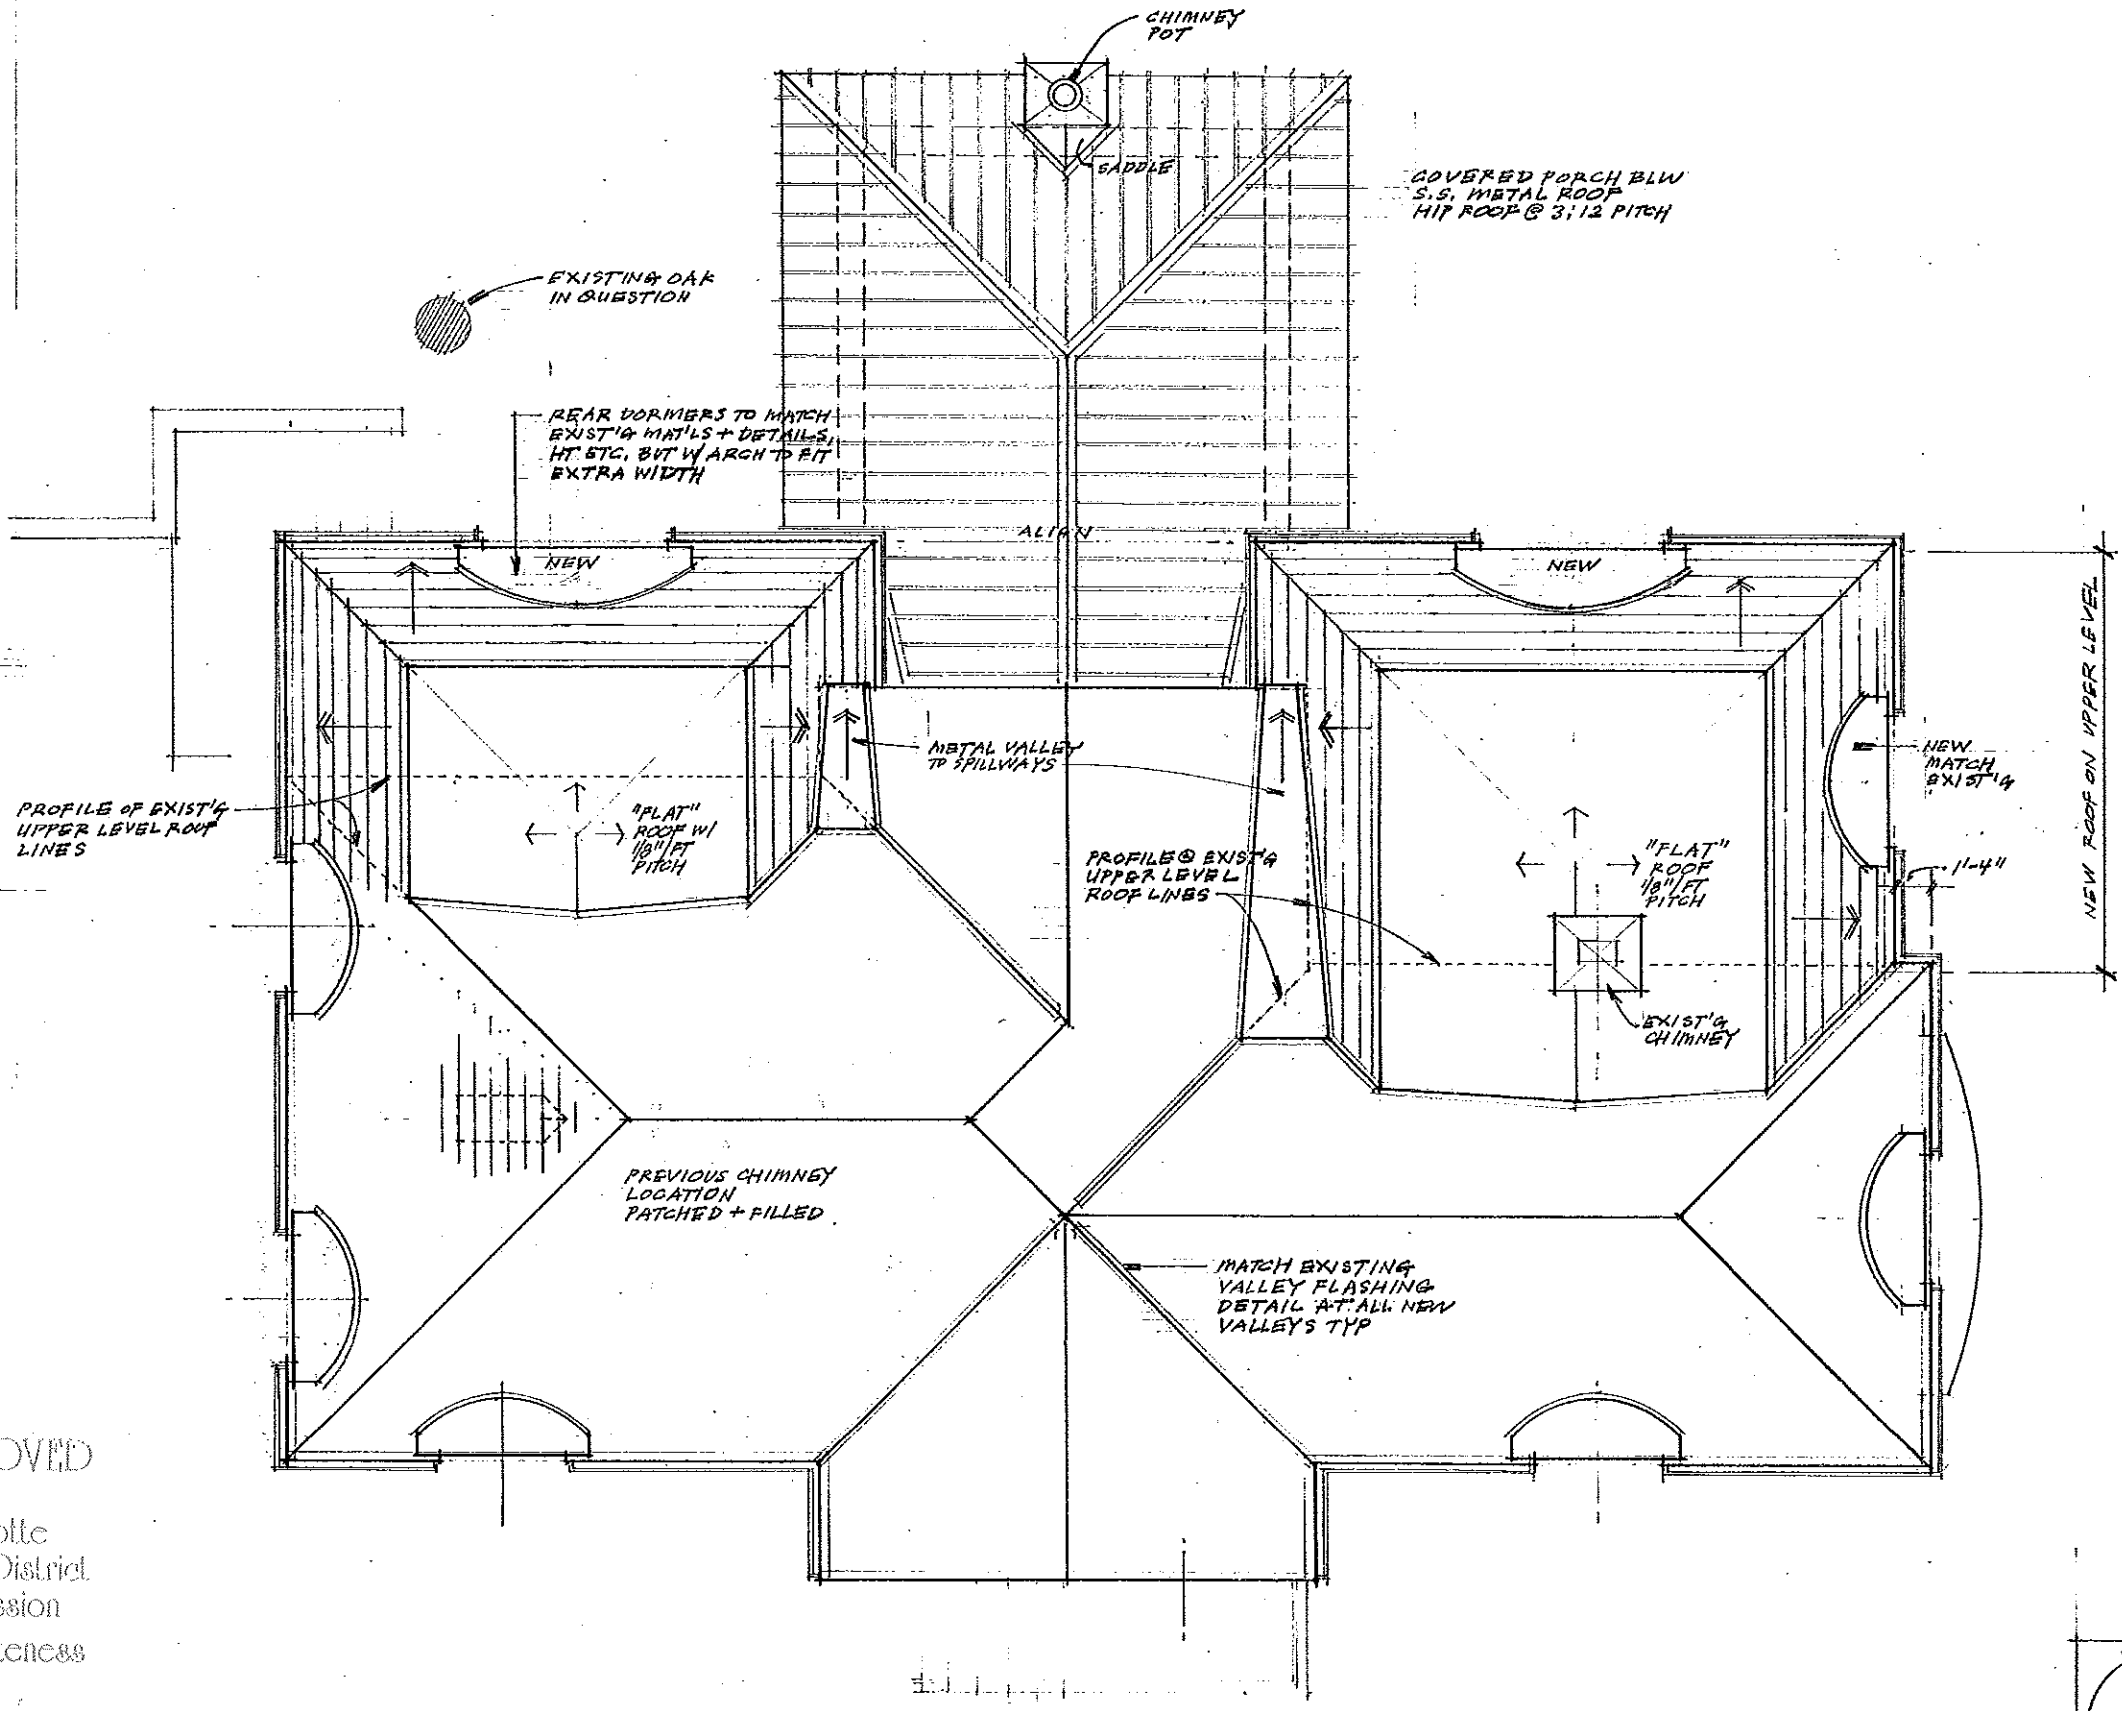 CHIMNEY
POT
SADDLE
COVERED PORCH BLW
S.S. METAL ROOF
HIP ROOF @ 3:12 PITCH
EXISTING OAK
IN QUESTION
REAR DORMERS TO MATCH
EXIST'G MAT'LS + DETAILS,
HT ETC. BUT W/ ARCH TO FIT
EXTRA WIDTH
ALIGN
NEW
NEW
NEW ROOF ON UPPER LEVEL
METAL VALLEY
TO SPILLWAYS
NEW
MATCH
EXIST'G
PROFILE OF EXIST'G
UPPER LEVEL ROOF
LINES
"FLAT"
ROOF W/
1/8"/FT
PITCH
PROFILE @ EXIST'G
UPPER LEVEL
ROOF LINES
"FLAT"
ROOF
1/8"/FT
PITCH
1'-4"
EXIST'G
CHIMNEY
PREVIOUS CHIMNEY
LOCATION
PATCHED + FILLED
MATCH EXISTING
VALLEY FLASHING
DETAIL AT ALL NEW
VALLEYS TYP
OVED
otte
District
ssion
teness